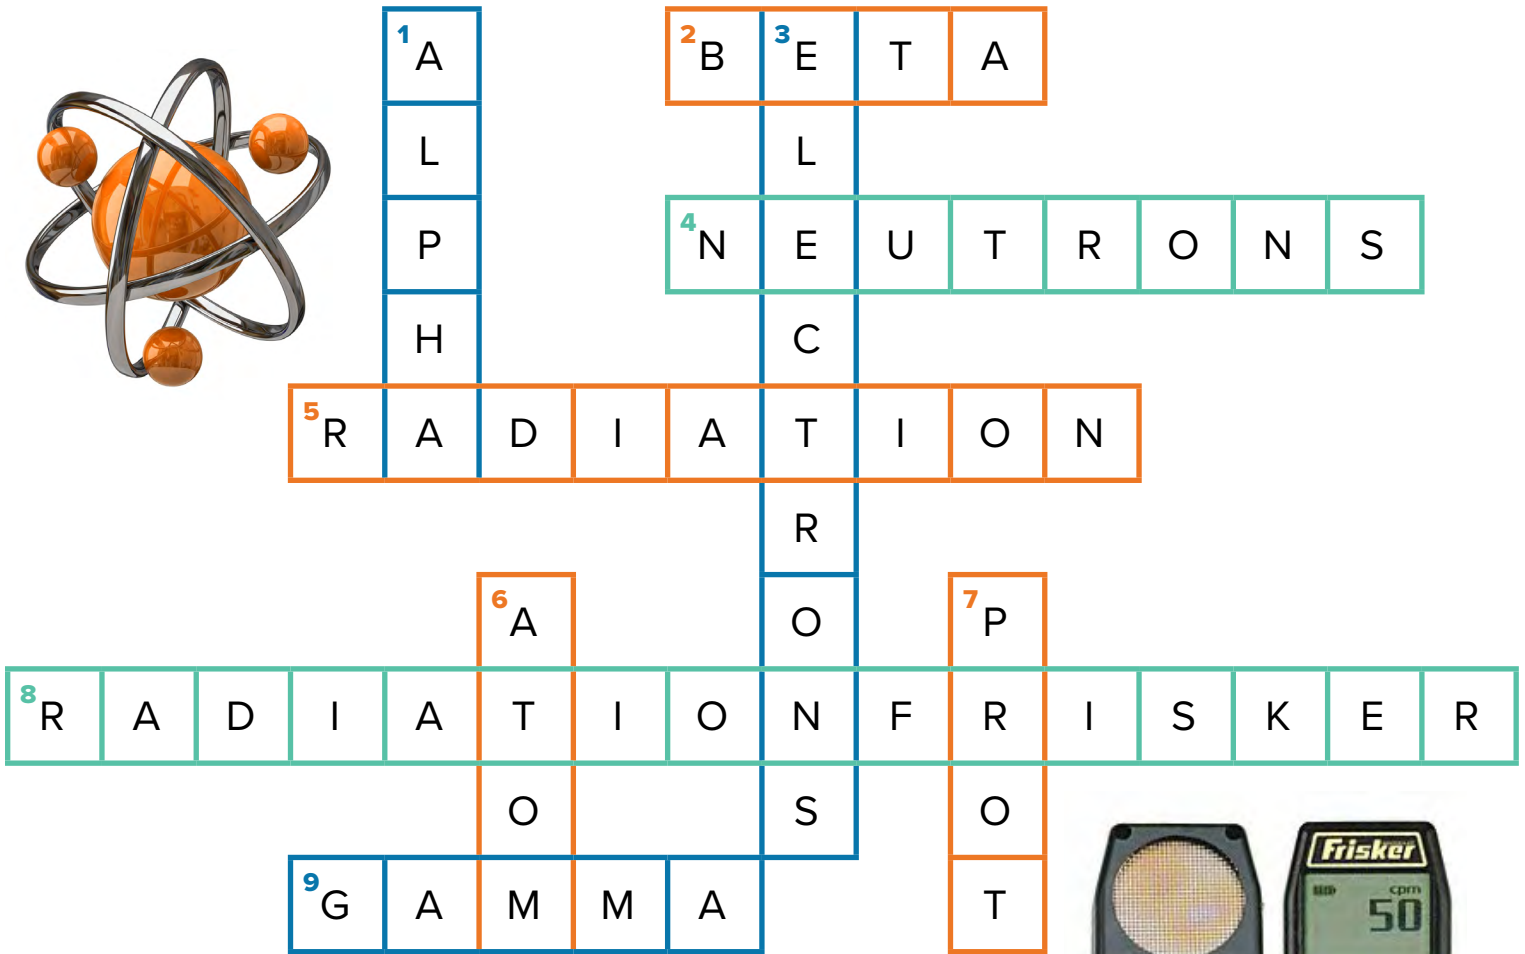 1 A 2 B 3 E T A
L L
P 4 N E U T R O N S
H C
5 R A D I A T I O N
R
6 A O 7 P
8 R A D I A T I O N F R I S K E R
O S O
Frisker
9 G A M M A T
cpm
50